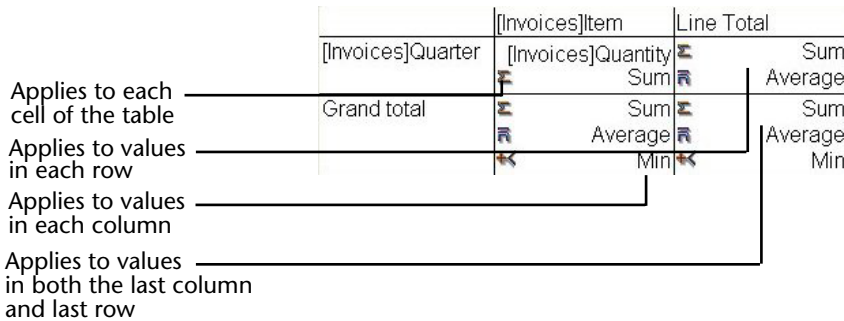 [Invoices]Item Line Total
[Invoices]Quarter [Invoices]Quantity Σ Sum
Σ Sum Average
Grand total Σ Sum Σ Sum
Average Average
Min Min
Applies to each
cell of the table
Applies to values
in each row
Applies to values
in each column
Applies to values
in both the last column
and last row